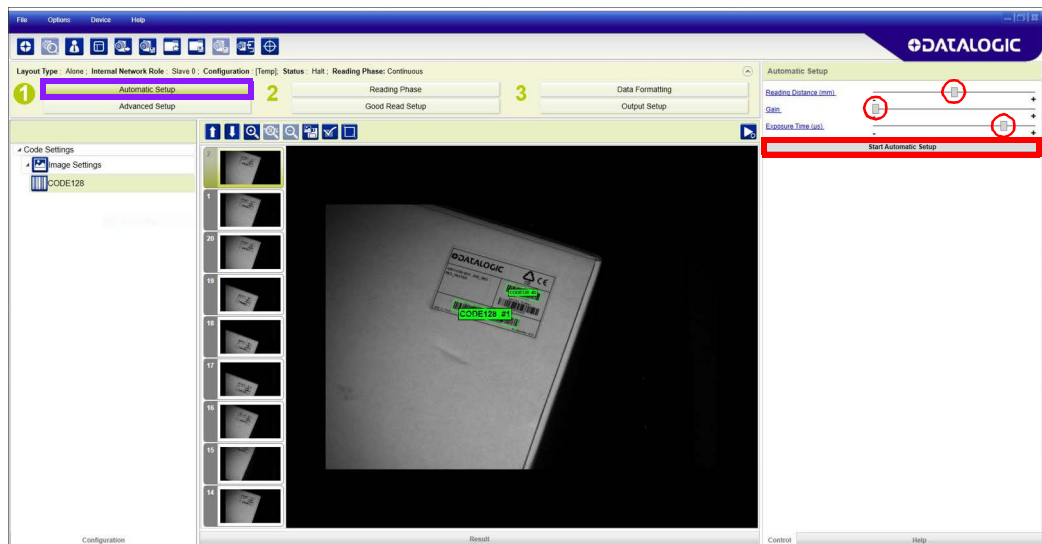 File Options Device Help
DATALOGIC
Layout Type : Alone ; Internal Network Role : Slave 0 ; Configuration : [Temp]; Status : Halt ; Reading Phase: Continuous
Automatic Setup
1 Automatic Setup 2 Reading Phase 3 Data Formatting
Advanced Setup Good Read Setup Output Setup
Reading Distance (mm)
- +
Gain
- +
Exposure Time (µs)
- +
Start Automatic Setup
Code Settings
Image Settings
CODE128
1
20
19
18
17
16
15
14
DATALOGIC
CE
CODE128 #2
CODE128 #1
Configuration Result Control Help